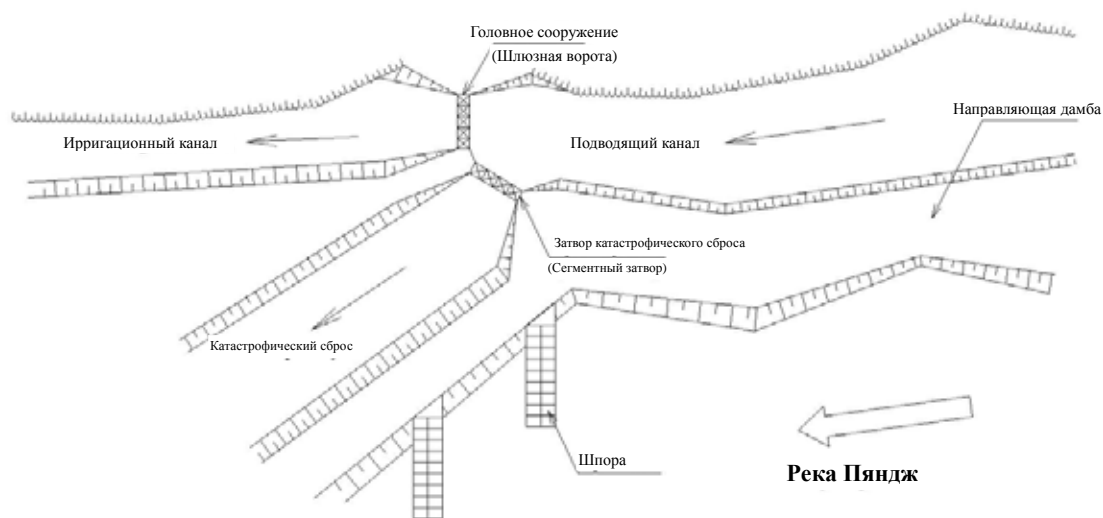 Головное сооружение
(Шлюзная ворота)
Направляющая дамба
Ирригационный канал
Подводящий канал
Затвор катастрофического сброса
(Сегментный затвор)
Катастрофический сброс
Шпора
Река Пяндж